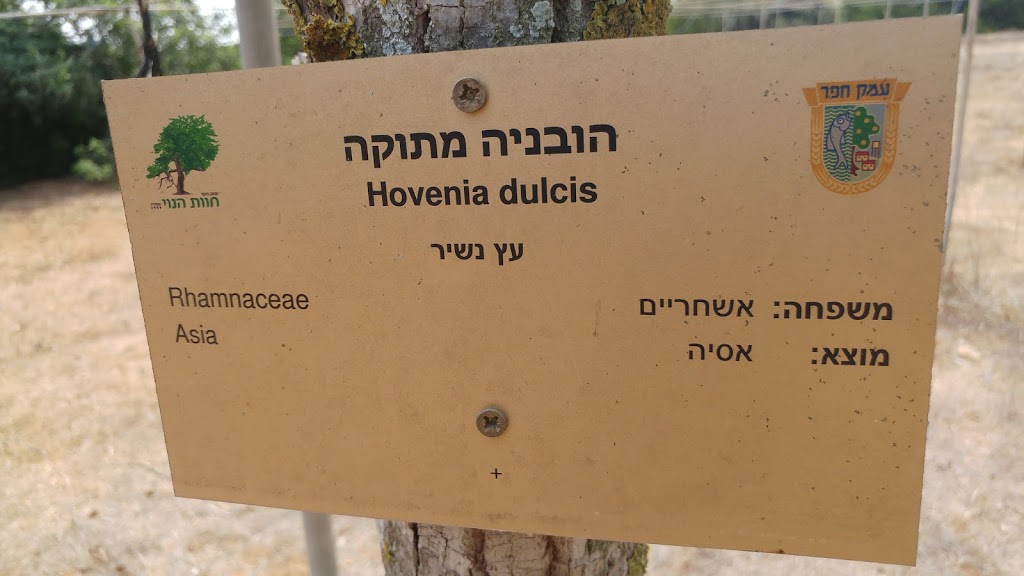 עמק חפר
חוות הנוי
הובניה מתוקה
Hovenia dulcis
עץ נשיר
משפחה: אשחריים
Rhamnaceae
מוצא: אסיה
Asia